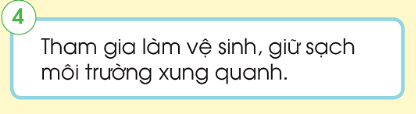 4
Tham gia làm vệ sinh, giữ sạch
môi trường xung quanh.